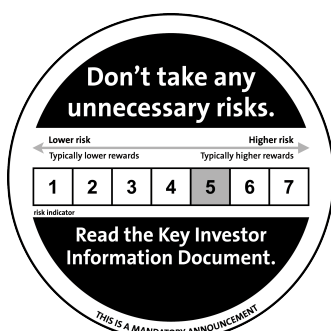 Don't take any
unnecessary risks.
Lower risk Higher risk
Typically lower rewards Typically higher rewards
1 2 3 4 5 6 7
risk indicator
Read the Key Investor
Information Document.
THIS IS A MANDATORY ANNOUNCEMENT